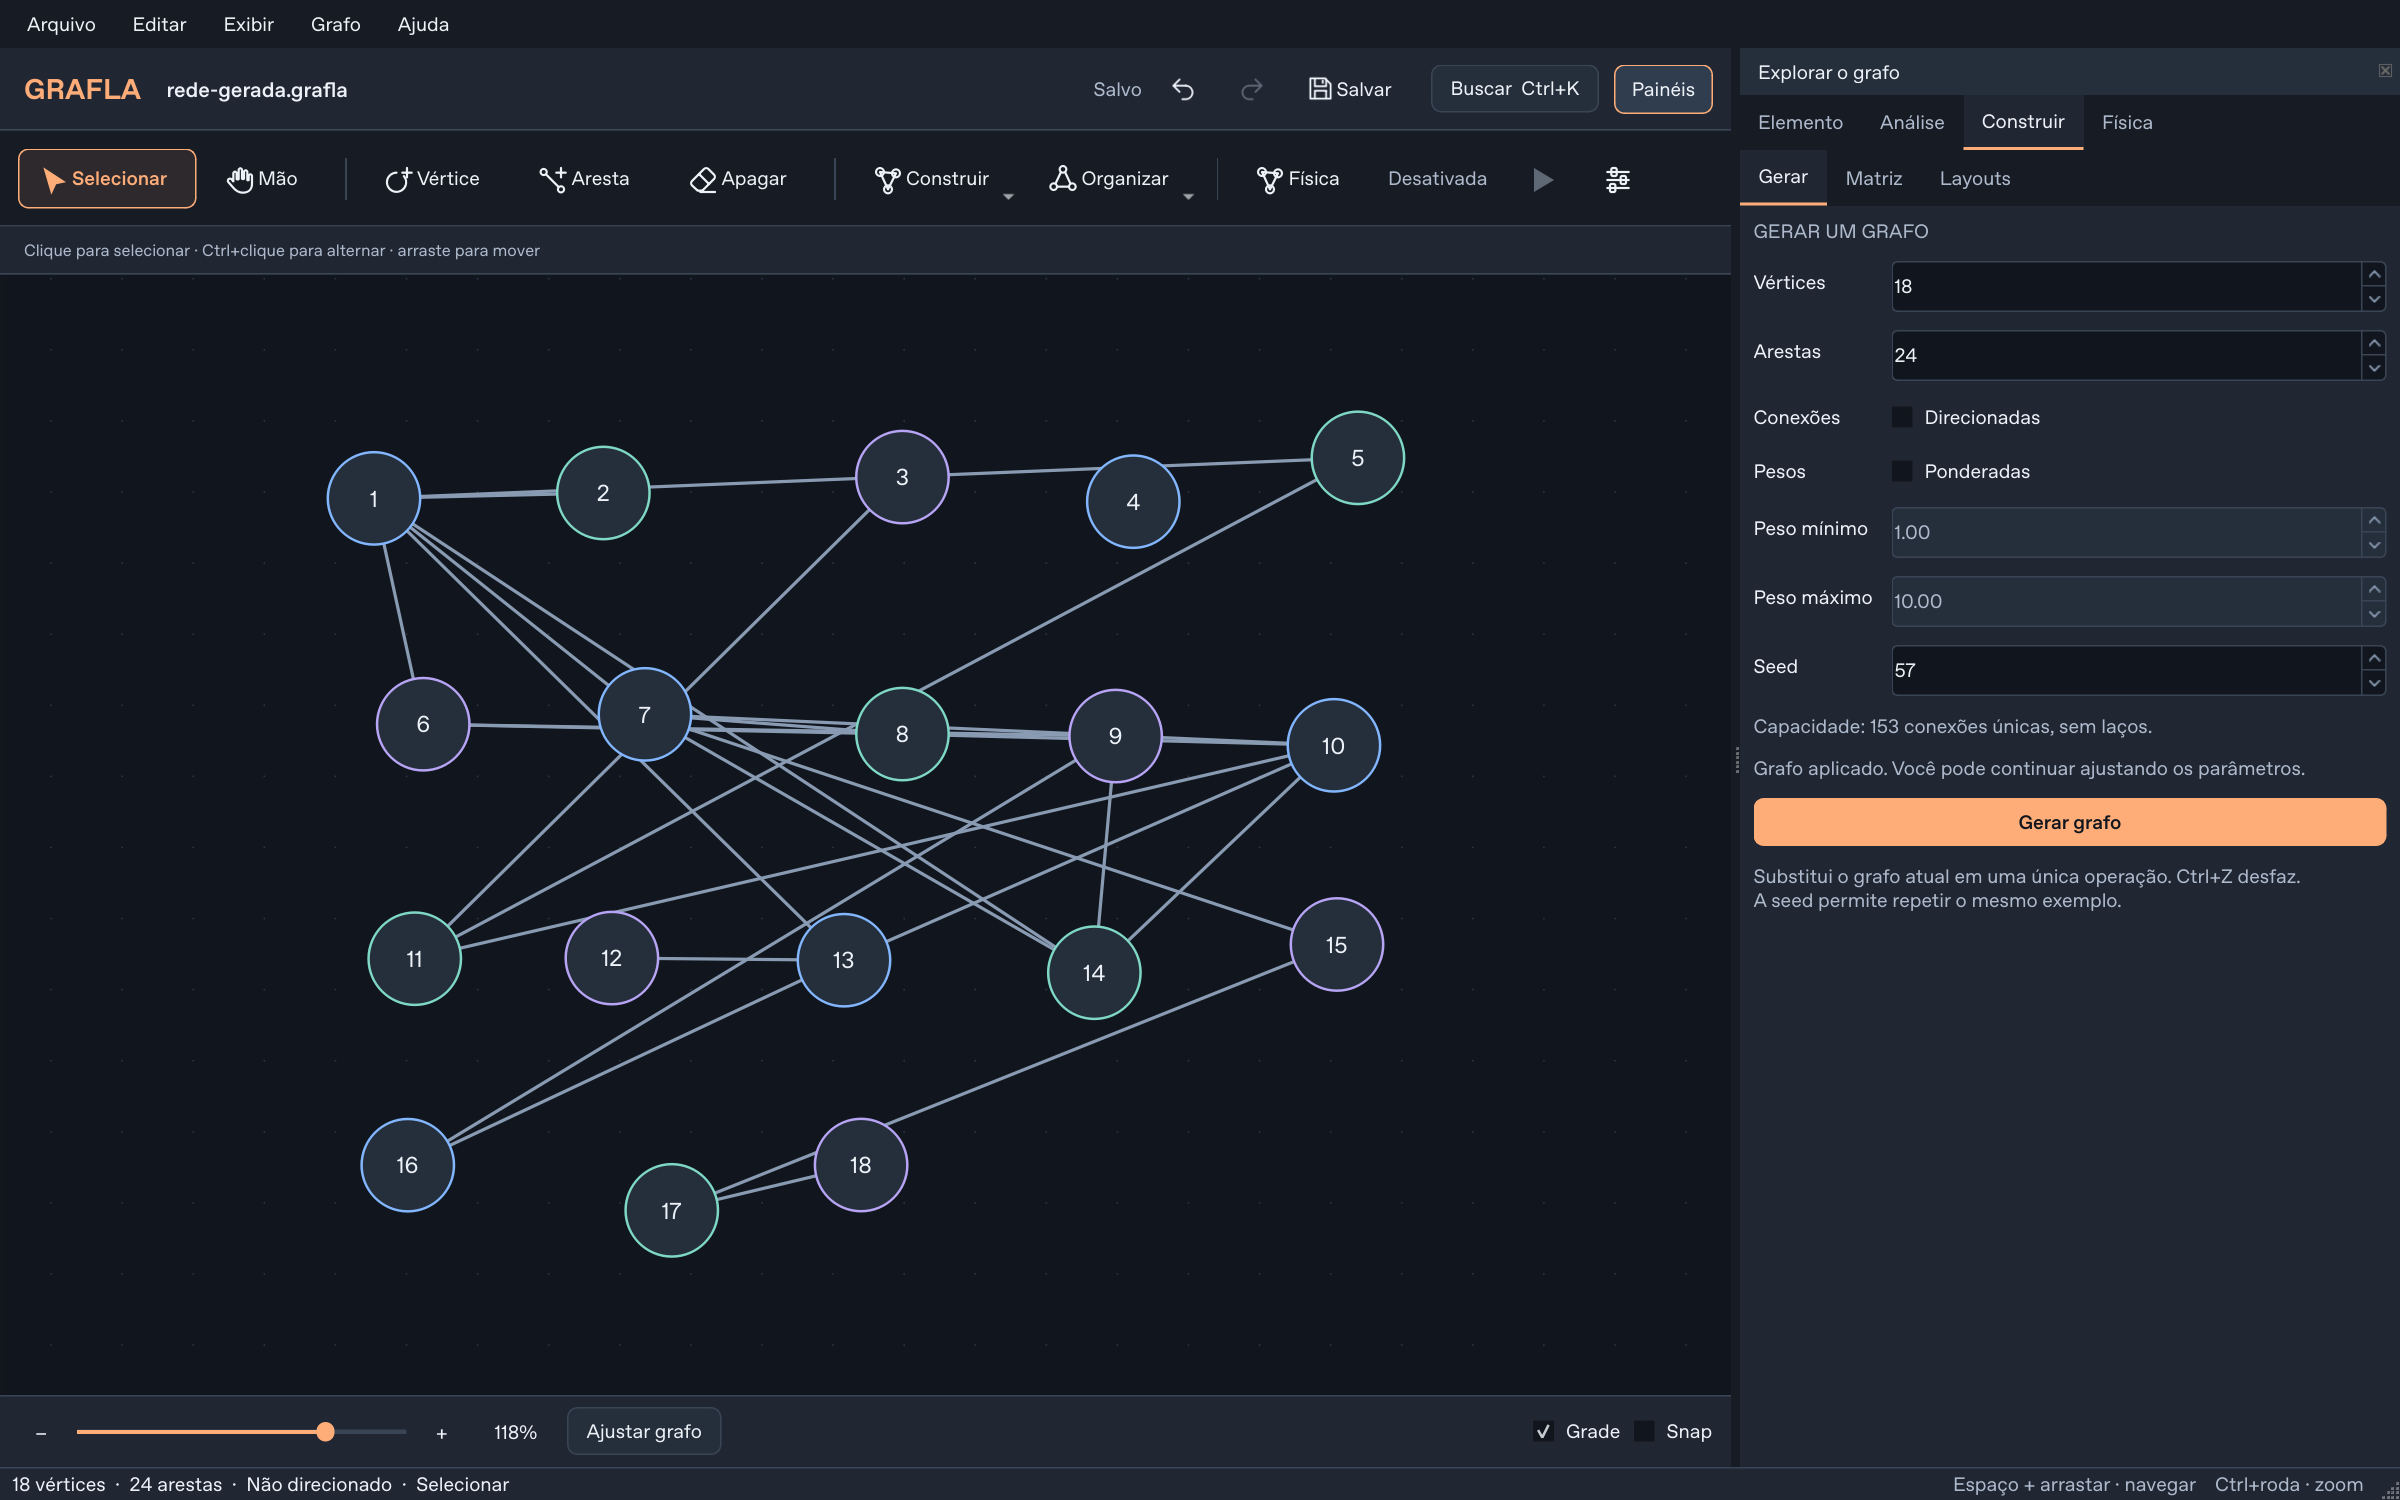 Arquivo Editar Exibir Grafo Ajuda
GRAFLA rede-gerada.grafla Salvo Salvar Buscar Ctrl+K Painéis
Selecionar Mão Vértice Aresta Apagar Construir Organizar Física Desativada
Clique para selecionar · Ctrl+clique para alternar · arraste para mover
1
2
3
4
5
6
7
8
9
10
11
12
13
14
15
16
17
18
− + 118% Ajustar grafo ✓ Grade Snap
18 vértices · 24 arestas · Não direcionado · Selecionar
Explorar o grafo
Elemento Análise Construir Física
Gerar Matriz Layouts
GERAR UM GRAFO
Vértices 18
Arestas 24
Conexões Direcionadas
Pesos Ponderadas
Peso mínimo 1.00
Peso máximo 10.00
Seed 57
Capacidade: 153 conexões únicas, sem laços.
Grafo aplicado. Você pode continuar ajustando os parâmetros.
Gerar grafo
Substitui o grafo atual em uma única operação. Ctrl+Z desfaz.
A seed permite repetir o mesmo exemplo.
Espaço + arrastar · navegar Ctrl+roda · zoom